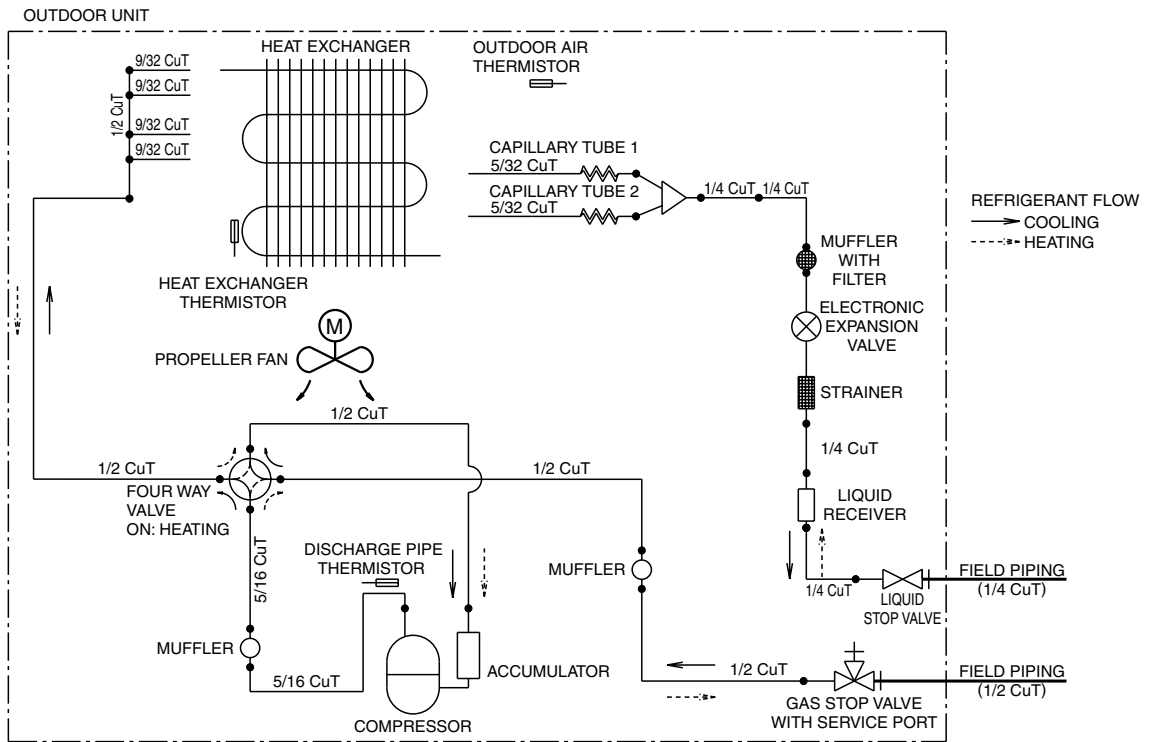 OUTDOOR UNIT
HEAT EXCHANGER
OUTDOOR AIR
THERMISTOR
9/32 CuT
9/32 CuT
9/32 CuT
9/32 CuT
1/2 CuT
CAPILLARY TUBE 1
5/32 CuT
CAPILLARY TUBE 2
5/32 CuT
1/4 CuT
1/4 CuT
REFRIGERANT FLOW
COOLING
HEATING
MUFFLER
WITH
FILTER
HEAT EXCHANGER
THERMISTOR
ELECTRONIC
EXPANSION
VALVE
M
PROPELLER FAN
STRAINER
1/2 CuT
1/4 CuT
1/2 CuT
1/2 CuT
FOUR WAY
VALVE
ON: HEATING
LIQUID
RECEIVER
5/16 CuT
DISCHARGE PIPE
THERMISTOR
MUFFLER
FIELD PIPING
(1/4 CuT)
1/4 CuT
LIQUID
STOP VALVE
MUFFLER
ACCUMULATOR
1/2 CuT
FIELD PIPING
(1/2 CuT)
5/16 CuT
COMPRESSOR
GAS STOP VALVE
WITH SERVICE PORT